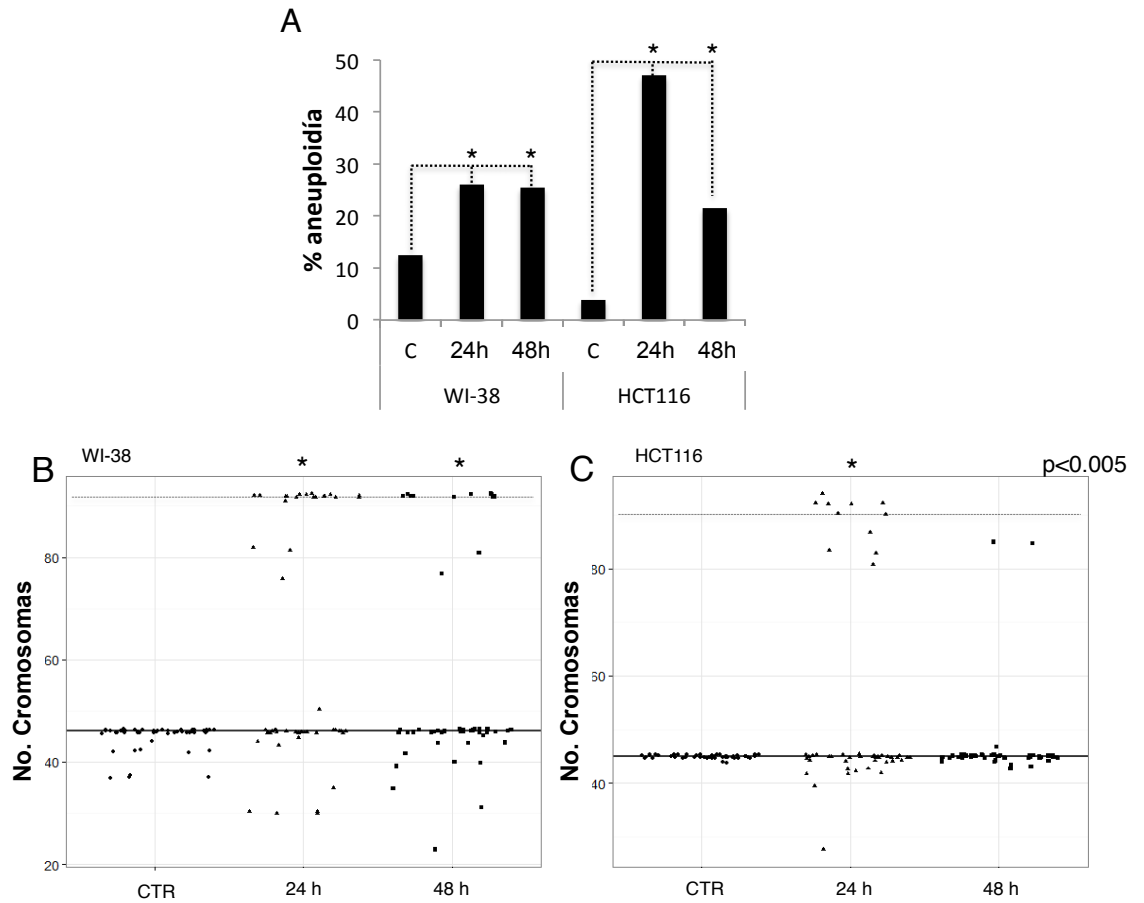 A
% aneuploidía
50
40
30
20
10
0
* * * *
C 24h 48h C 24h 48h
WI-38 HCT116
B WI-38 * *
No. Cromosomas
80
60
40
20
CTR 24 h 48 h
C HCT116 * p<0.005
No. Cromosomas
80
60
40
CTR 24 h 48 h